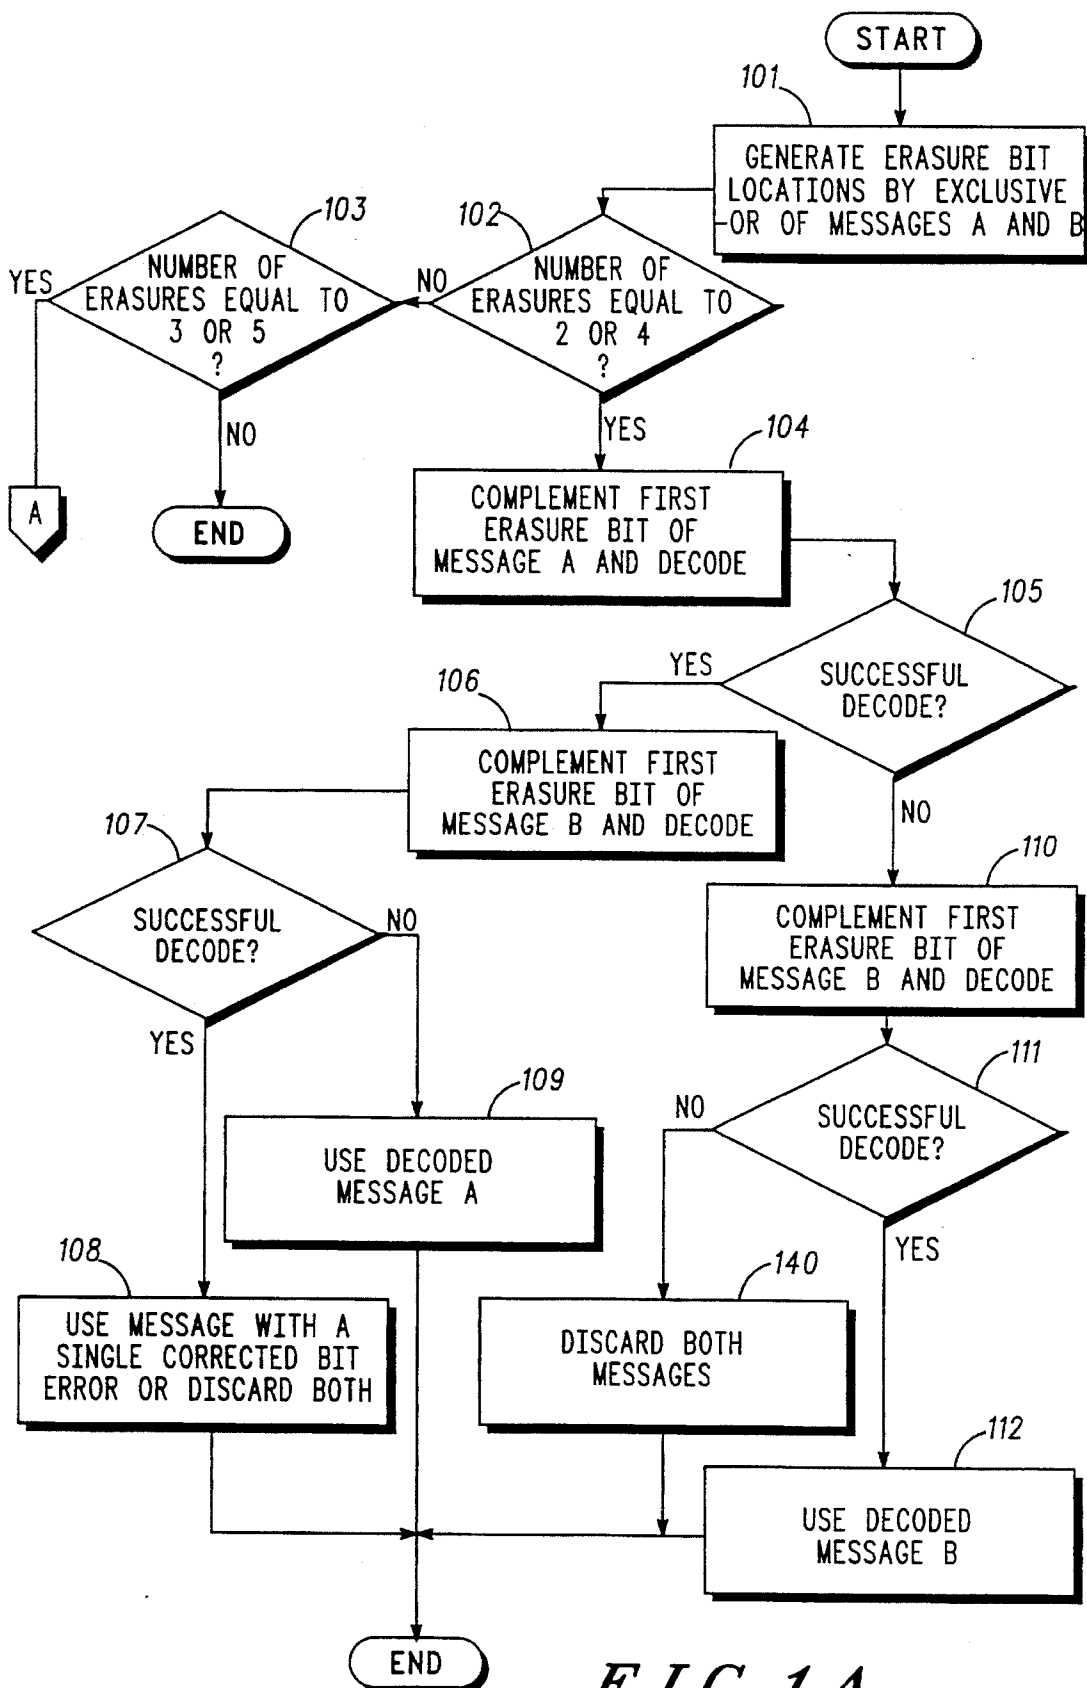 START
101
GENERATE ERASURE BIT
LOCATIONS BY EXCLUSIVE
-OR OF MESSAGES A AND B
103
102
YES
NUMBER OF
ERASURES EQUAL TO
3 OR 5
?
NO
NUMBER OF
ERASURES EQUAL TO
2 OR 4
?
NO
YES
104
A
END
COMPLEMENT FIRST
ERASURE BIT OF
MESSAGE A AND DECODE
105
YES
SUCCESSFUL
DECODE?
106
COMPLEMENT FIRST
ERASURE BIT OF
MESSAGE B AND DECODE
NO
107
110
SUCCESSFUL
DECODE?
NO
COMPLEMENT FIRST
ERASURE BIT OF
MESSAGE B AND DECODE
YES
111
109
NO
SUCCESSFUL
DECODE?
USE DECODED
MESSAGE A
YES
108
140
USE MESSAGE WITH A
SINGLE CORRECTED BIT
ERROR OR DISCARD BOTH
DISCARD BOTH
MESSAGES
112
USE DECODED
MESSAGE B
END
FIG.1A